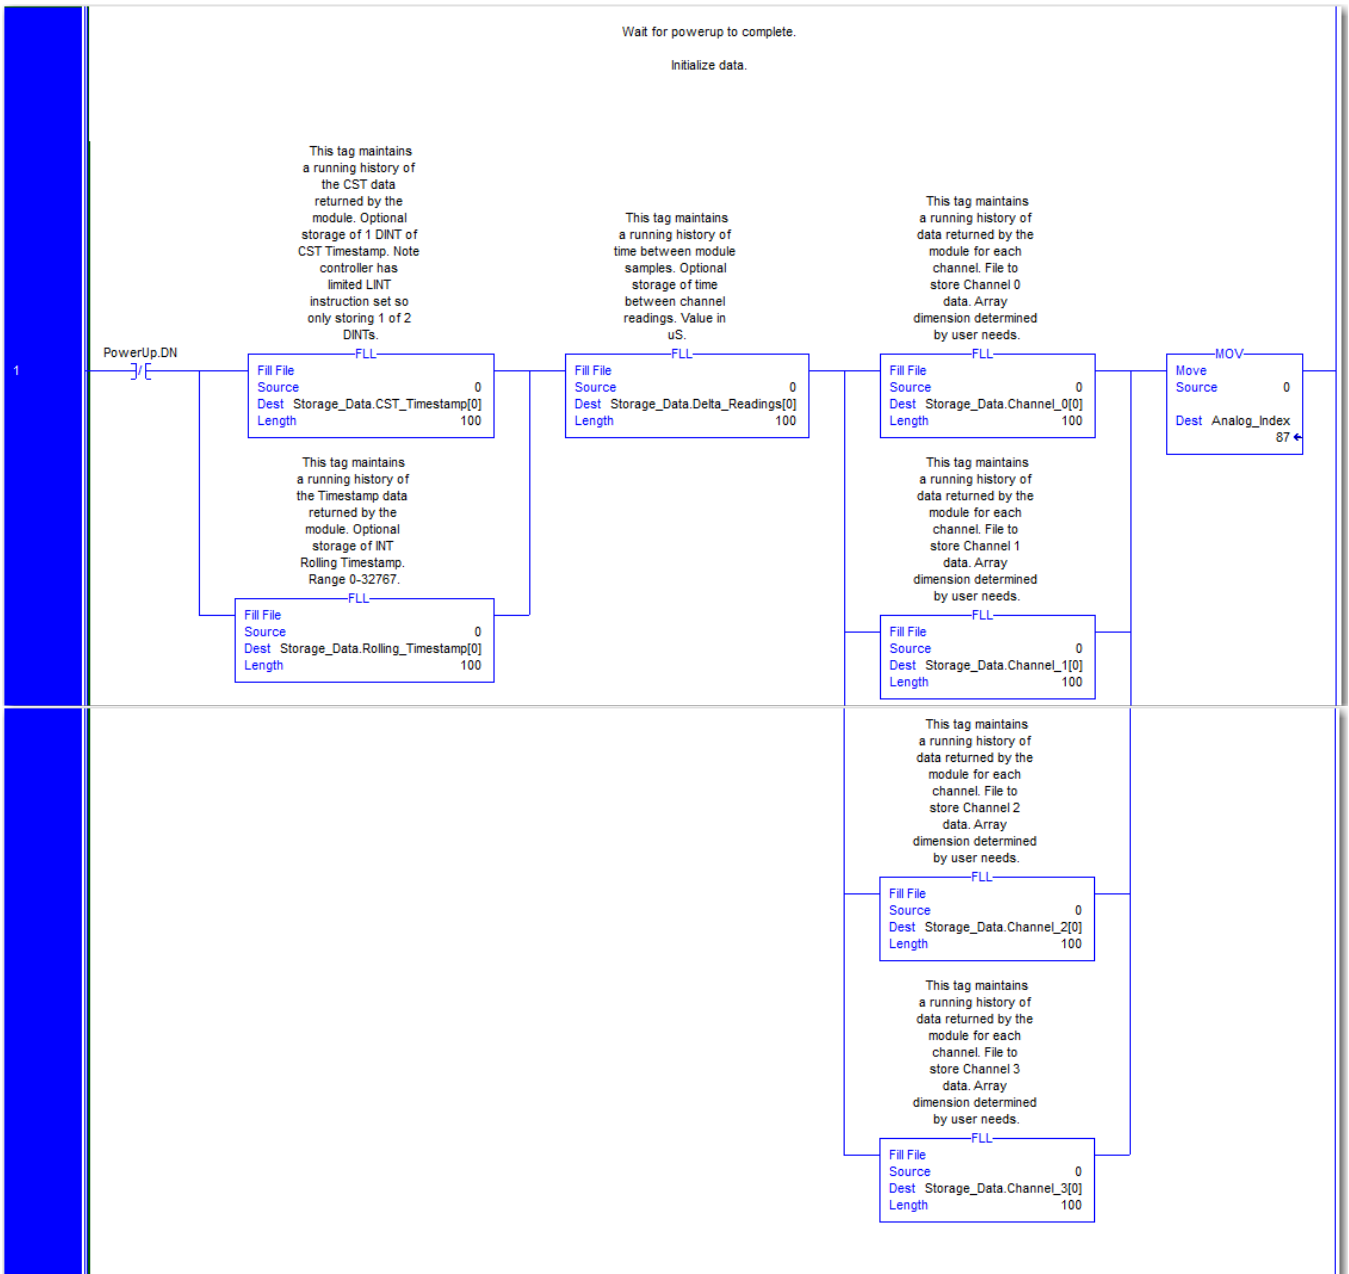 Wait for powerup to complete.
Initialize data.
This tag maintains
a running history of
the CST data
returned by the
module. Optional
storage of 1 DINT of
CST Timestamp. Note
controller has
limited LINT
instruction set so
only storing 1 of 2
DINTs.
This tag maintains
a running history of
time between module
samples. Optional
storage of time
between channel
readings. Value in
uS.
This tag maintains
a running history of
data returned by the
module for each
channel. File to
store Channel 0
data. Array
dimension determined
by user needs.
1
PowerUp.DN
FLL
Fill File
Source 0
Dest Storage_Data.CST_Timestamp[0]
Length 100
FLL
Fill File
Source 0
Dest Storage_Data.Delta_Readings[0]
Length 100
FLL
Fill File
Source 0
Dest Storage_Data.Channel_0[0]
Length 100
MOV
Move
Source 0
Dest Analog_Index
87
This tag maintains
a running history of
the Timestamp data
returned by the
module. Optional
storage of INT
Rolling Timestamp.
Range 0-32767.
FLL
Fill File
Source 0
Dest Storage_Data.Rolling_Timestamp[0]
Length 100
This tag maintains
a running history of
data returned by the
module for each
channel. File to
store Channel 1
data. Array
dimension determined
by user needs.
FLL
Fill File
Source 0
Dest Storage_Data.Channel_1[0]
Length 100
This tag maintains
a running history of
data returned by the
module for each
channel. File to
store Channel 2
data. Array
dimension determined
by user needs.
FLL
Fill File
Source 0
Dest Storage_Data.Channel_2[0]
Length 100
This tag maintains
a running history of
data returned by the
module for each
channel. File to
store Channel 3
data. Array
dimension determined
by user needs.
FLL
Fill File
Source 0
Dest Storage_Data.Channel_3[0]
Length 100